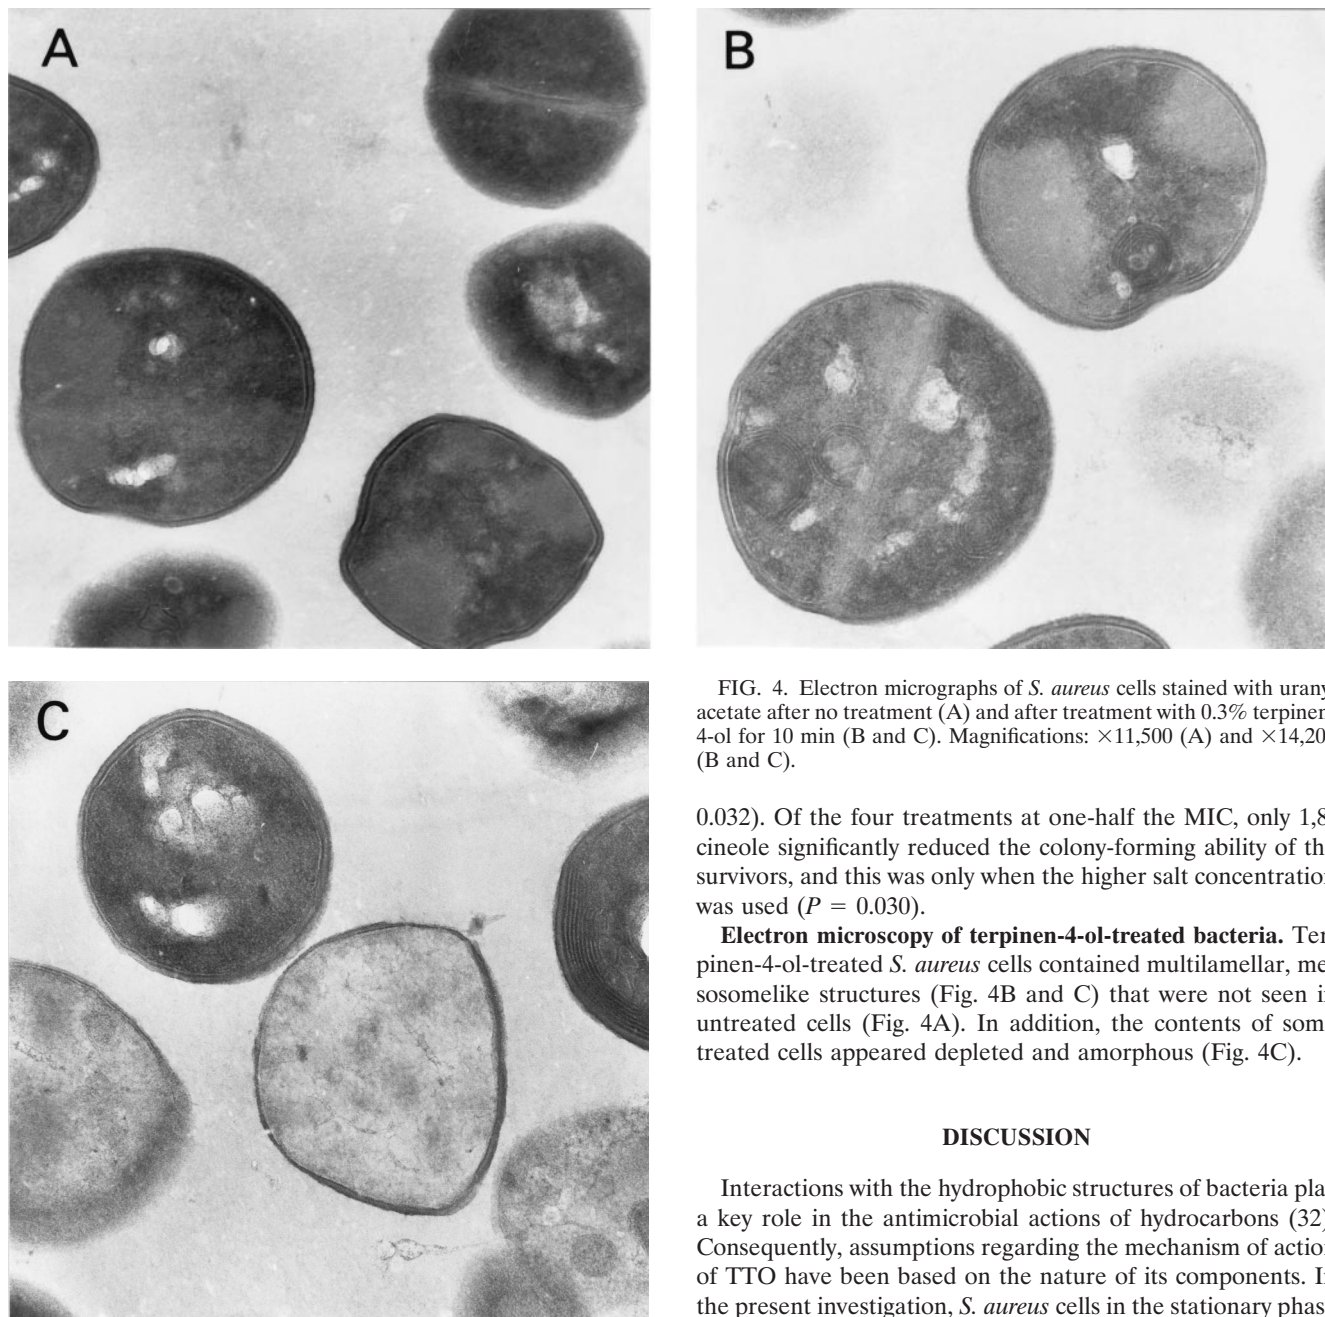 A
B
C
FIG. 4. Electron micrographs of S. aureus cells stained with urany
acetate after no treatment (A) and after treatment with 0.3% terpinen
4-ol for 10 min (B and C). Magnifications: ×11,500 (A) and ×14,20
(B and C).
0.032). Of the four treatments at one-half the MIC, only 1,8
cineole significantly reduced the colony-forming ability of th
survivors, and this was only when the higher salt concentration
was used (P = 0.030).
Electron microscopy of terpinen-4-ol-treated bacteria. Ter
pinen-4-ol-treated S. aureus cells contained multilamellar, me
sosomelike structures (Fig. 4B and C) that were not seen i
untreated cells (Fig. 4A). In addition, the contents of som
treated cells appeared depleted and amorphous (Fig. 4C).
DISCUSSION
Interactions with the hydrophobic structures of bacteria pla
a key role in the antimicrobial actions of hydrocarbons (32)
Consequently, assumptions regarding the mechanism of action
of TTO have been based on the nature of its components. I
the present investigation, S. aureus cells in the stationary phas